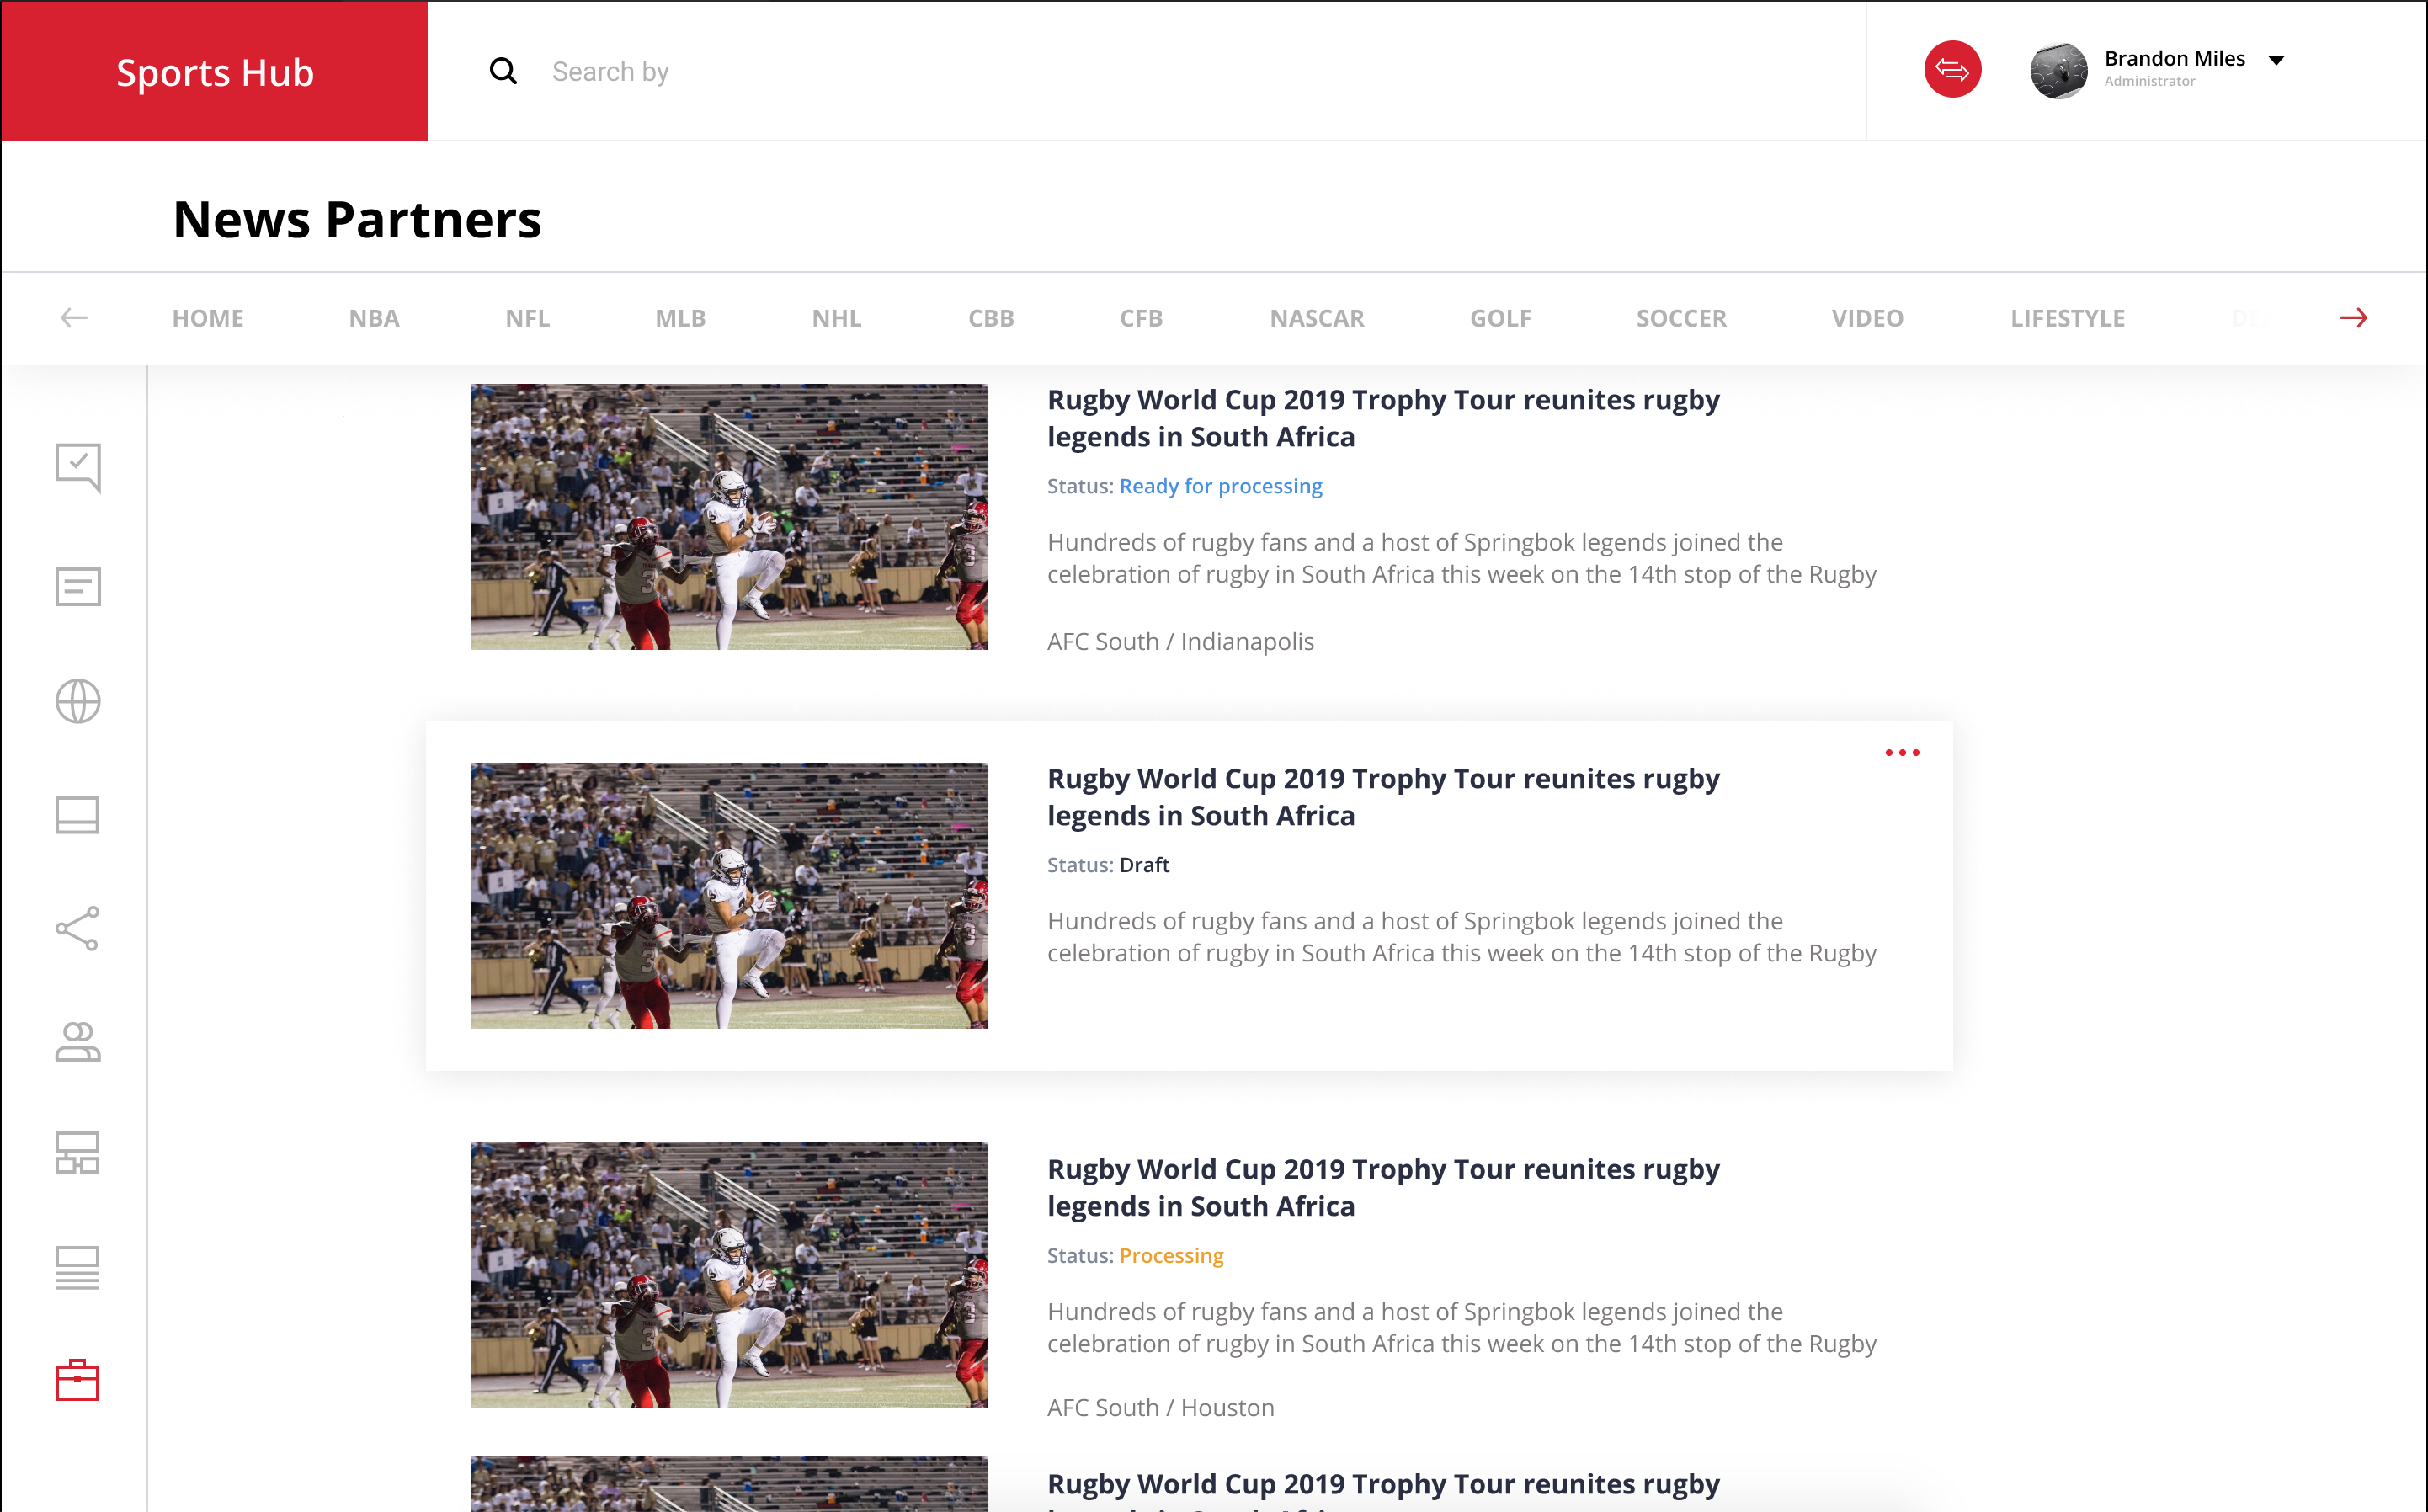 Sports Hub
Search by
Brandon Miles
Administrator
News Partners
HOME NBA NFL MLB NHL CBB CFB NASCAR GOLF SOCCER VIDEO LIFESTYLE
Rugby World Cup 2019 Trophy Tour reunites rugby
legends in South Africa
Status: Ready for processing
Hundreds of rugby fans and a host of Springbok legends joined the
celebration of rugby in South Africa this week on the 14th stop of the Rugby
AFC South / Indianapolis
Rugby World Cup 2019 Trophy Tour reunites rugby
legends in South Africa
Status: Draft
Hundreds of rugby fans and a host of Springbok legends joined the
celebration of rugby in South Africa this week on the 14th stop of the Rugby
Rugby World Cup 2019 Trophy Tour reunites rugby
legends in South Africa
Status: Processing
Hundreds of rugby fans and a host of Springbok legends joined the
celebration of rugby in South Africa this week on the 14th stop of the Rugby
AFC South / Houston
Rugby World Cup 2019 Trophy Tour reunites rugby